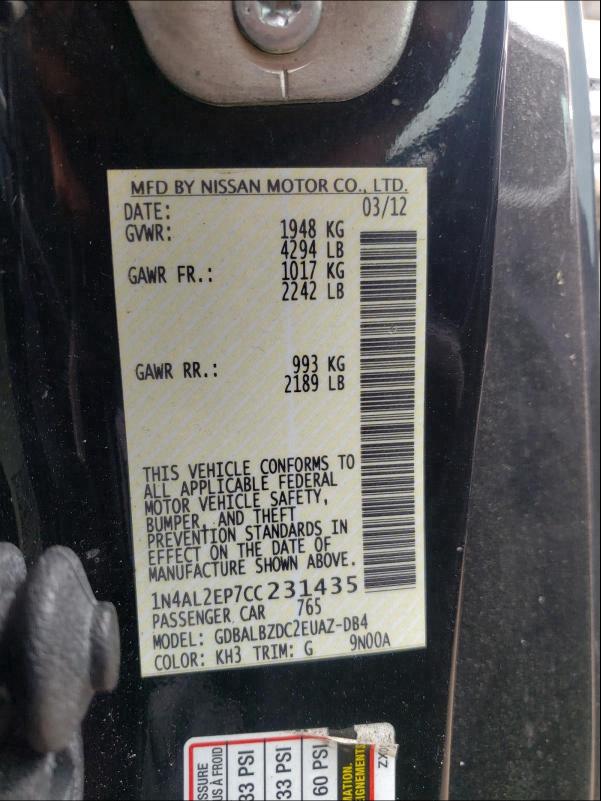 MFD BY NISSAN MOTOR CO., LTD.
DATE: 03/12
GVWR: 1948 KG
4294 LB
GAWR FR.: 1017 KG
2242 LB
GAWR RR.: 993 KG
2189 LB
THIS VEHICLE CONFORMS TO
ALL APPLICABLE FEDERAL
MOTOR VEHICLE SAFETY,
BUMPER, AND THEFT
PREVENTION STANDARDS IN
EFFECT ON THE DATE OF
MANUFACTURE SHOWN ABOVE.
1N4AL2EP7CC231435
PASSENGER CAR 765
MODEL: GDBALBZDC2EUAZ-DB4
COLOR: KH3 TRIM: G 9N00A
33 PSI
33 PSI
60 PSI
À FROID